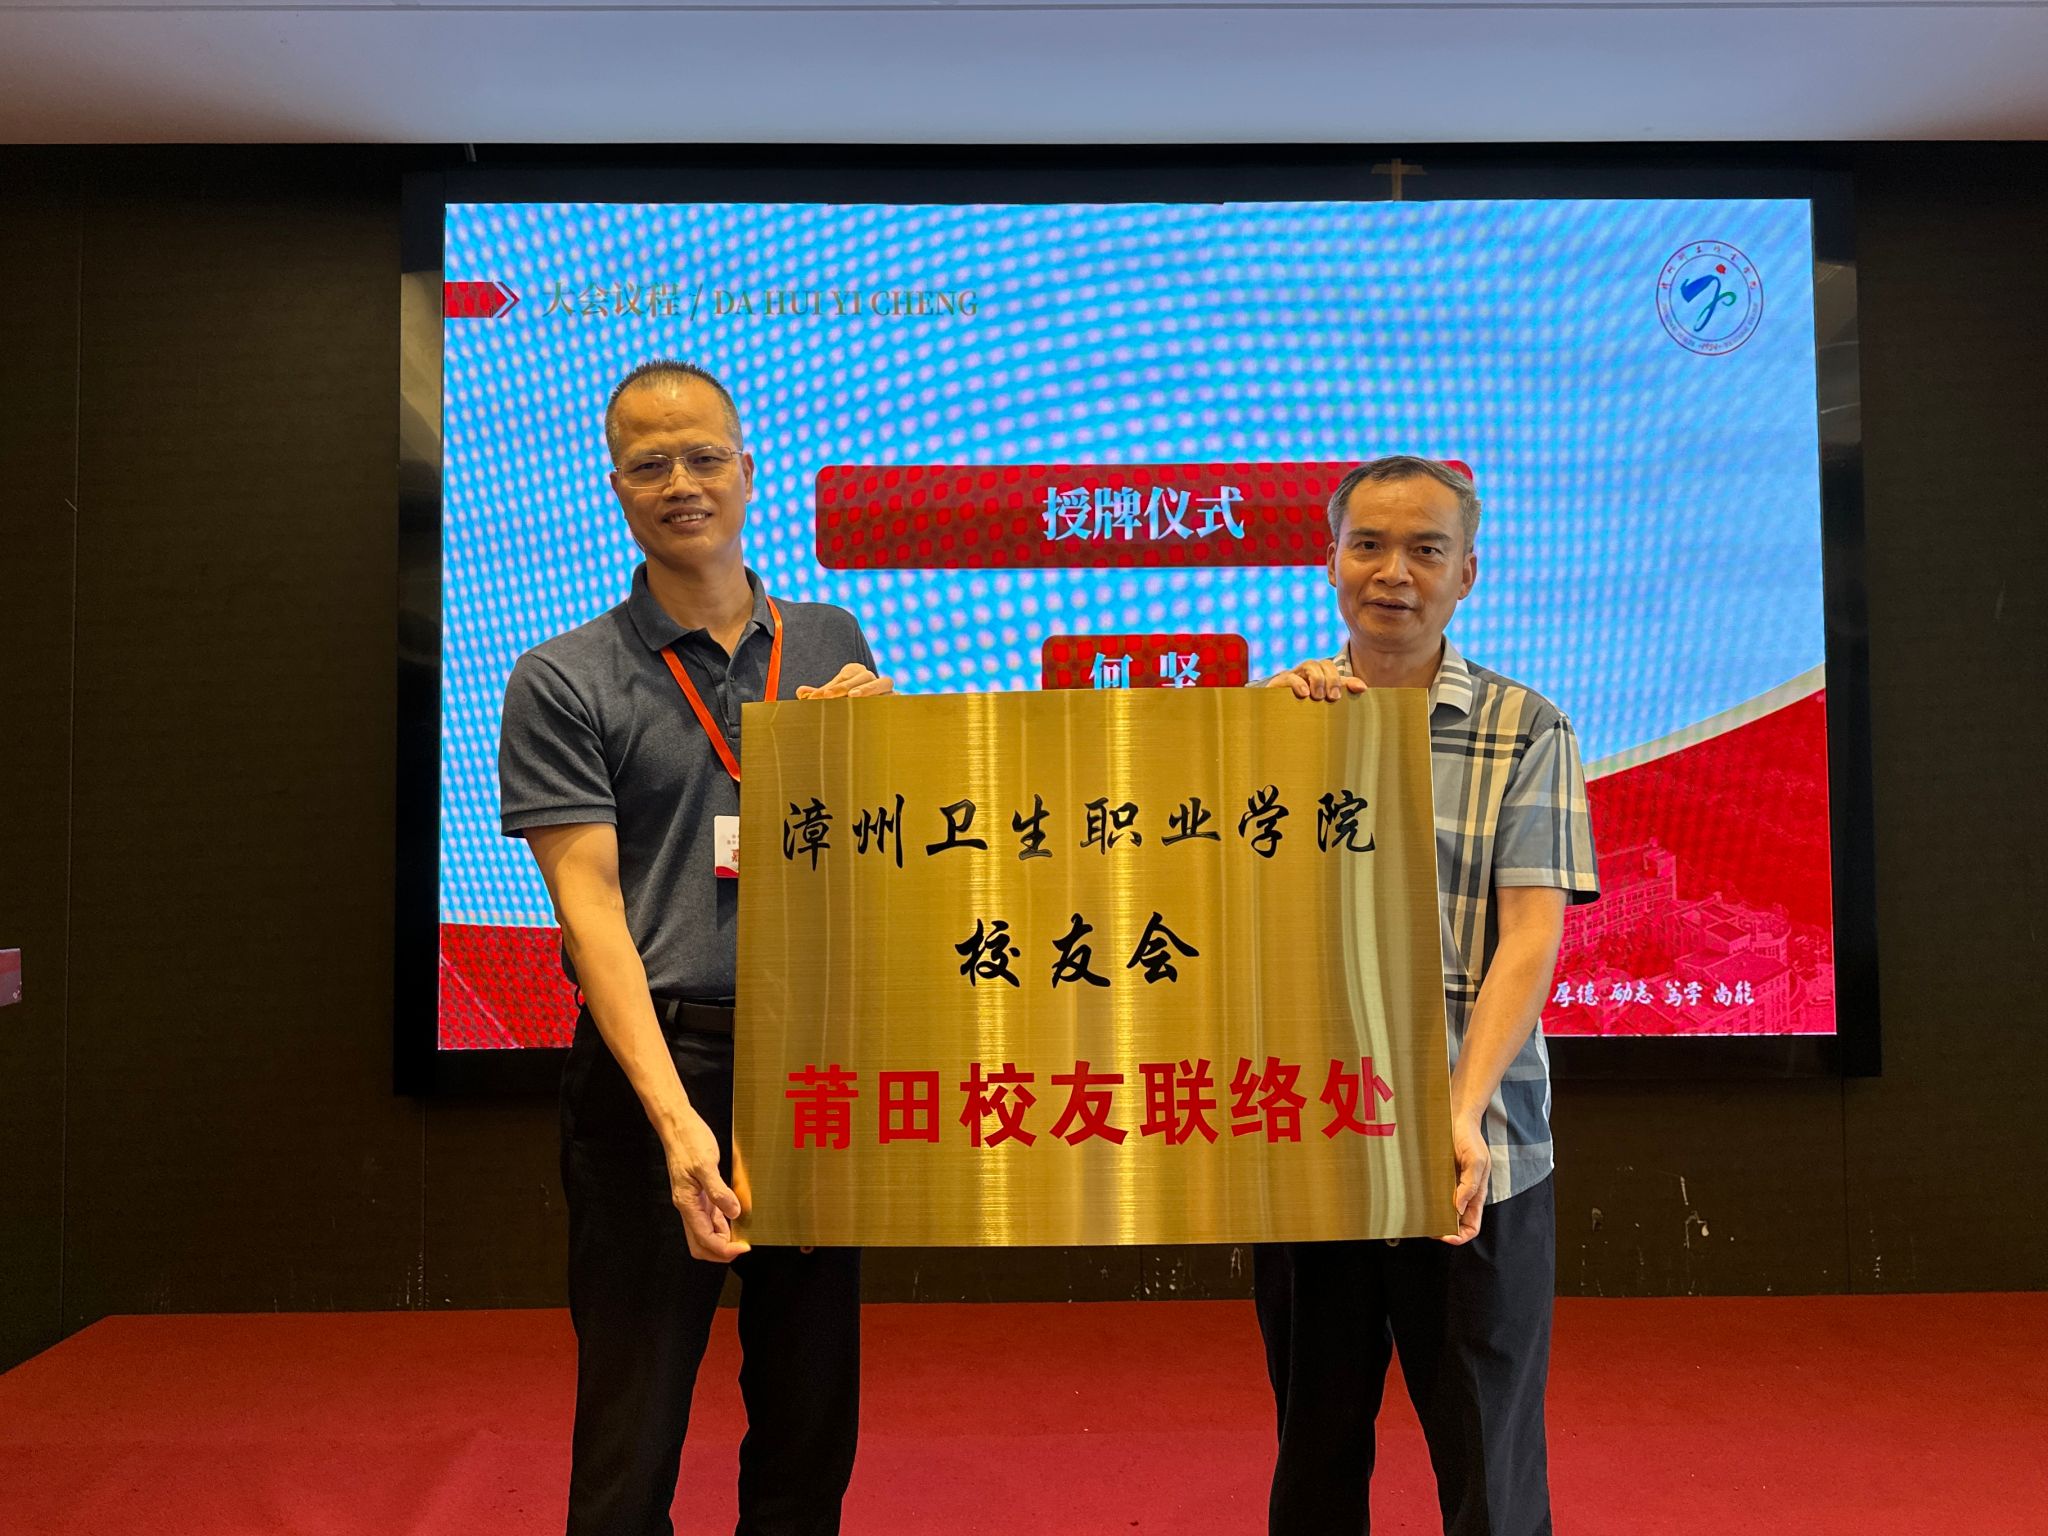 大会议程 / DA HUI YI CHENG
授牌仪式
何 坚
漳州卫生职业学院
校友会
莆田校友联络处
厚德 励志 笃学 尚能